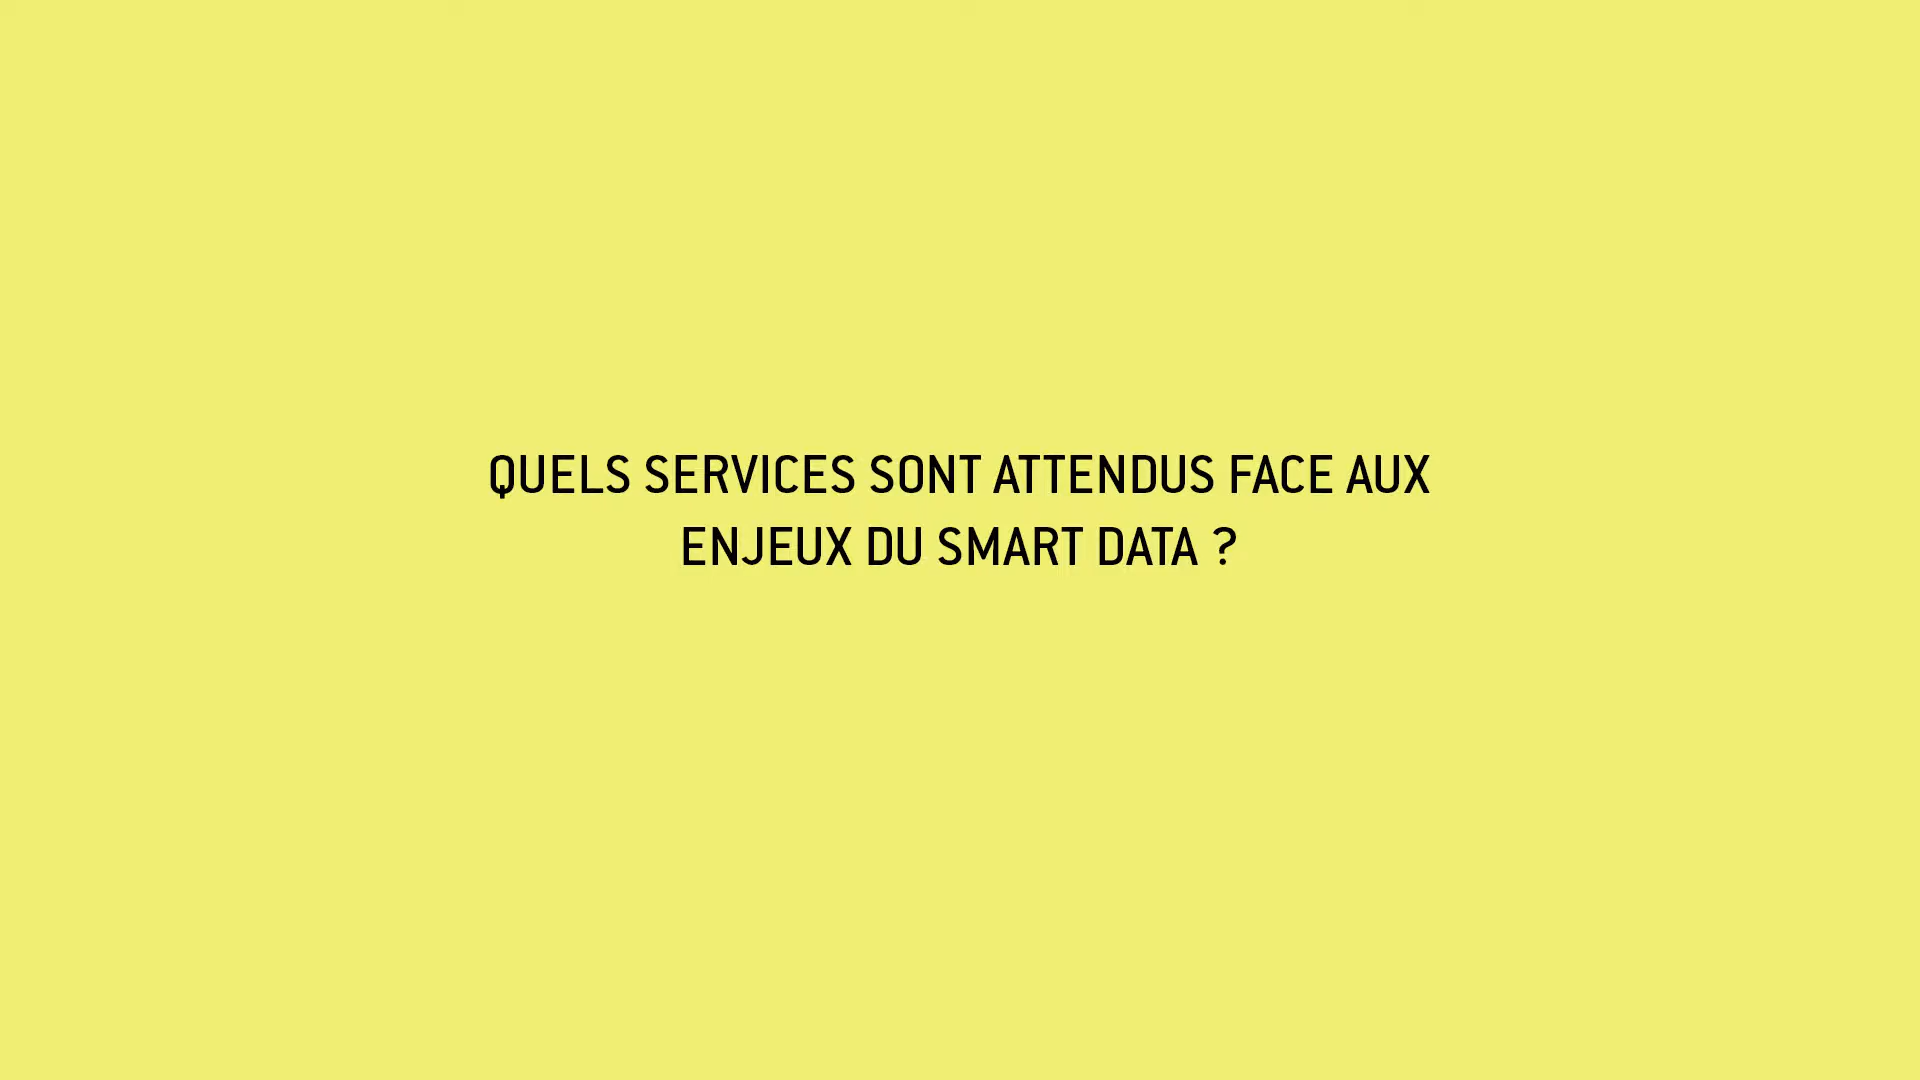 QUELS SERVICES SONT ATTENDUS FACE AUX
ENJEUX DU SMART DATA ?